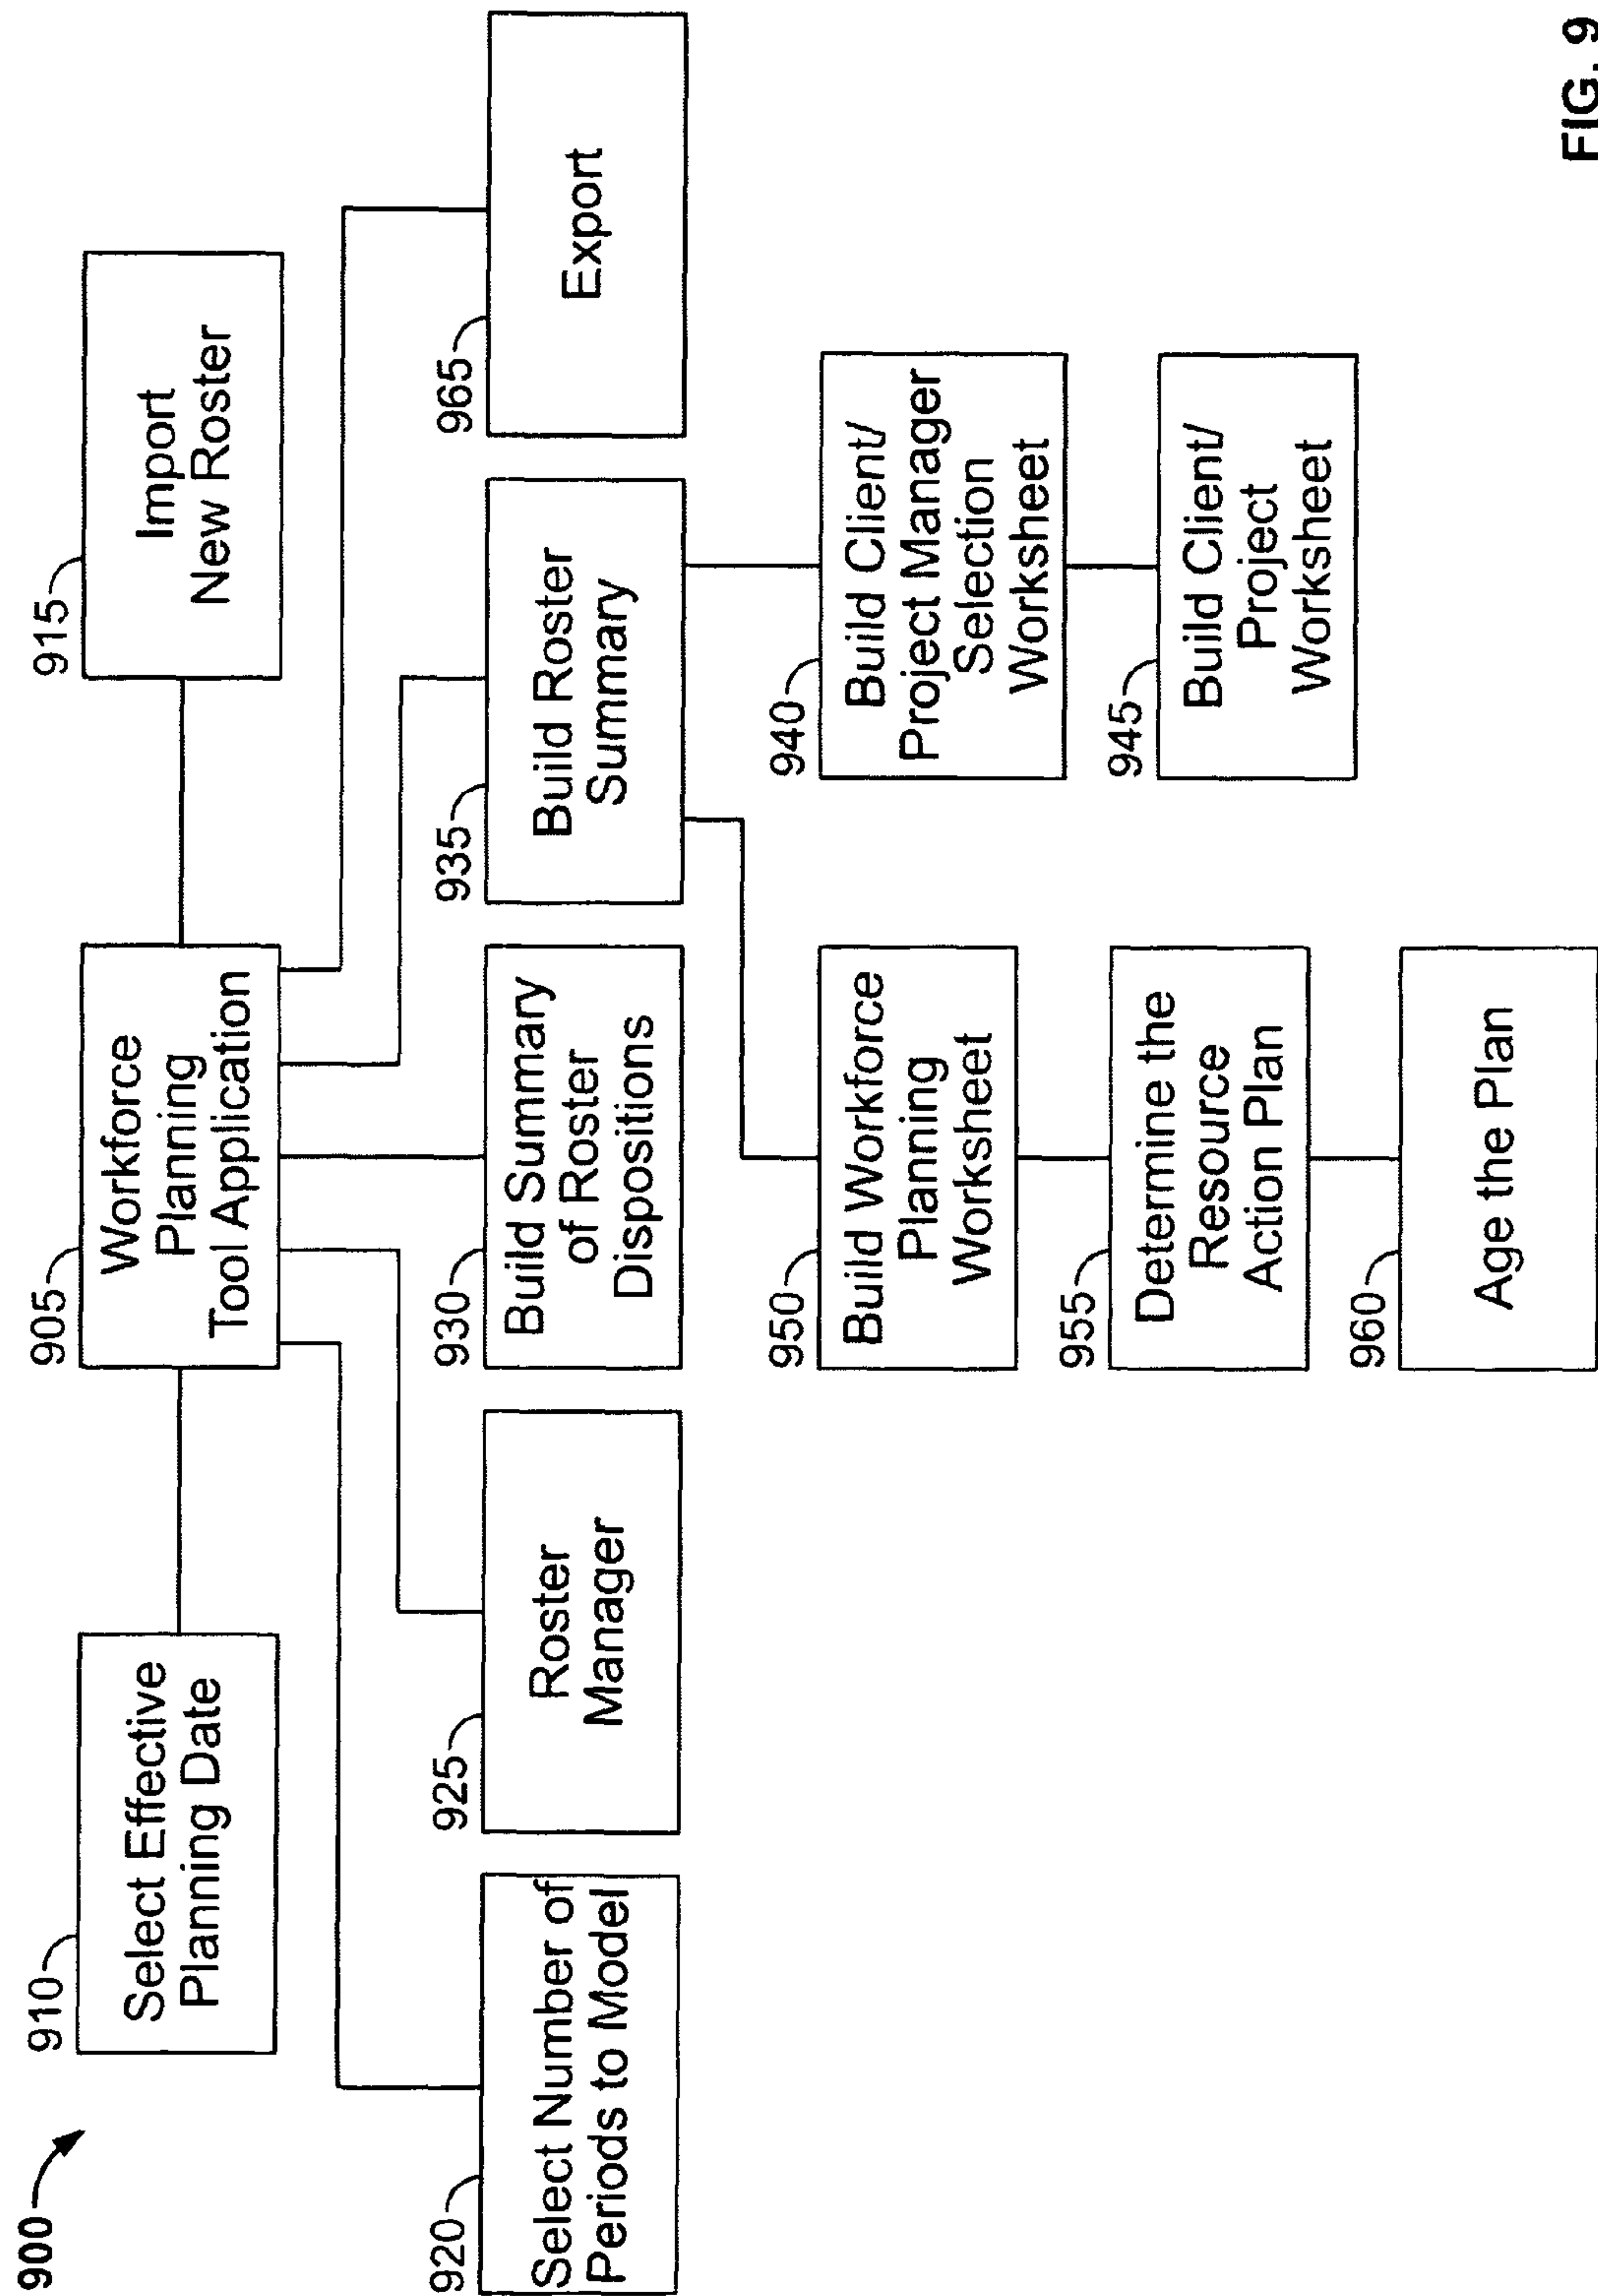 900
910
Select Effective
Planning Date
905
Workforce
Planning
Tool Application
915
Import
New Roster
920
Select Number of
Periods to Model
925
Roster
Manager
930
Build Summary
of Roster
Dispositions
935
Build Roster
Summary
965
Export
950
Build Workforce
Planning
Worksheet
940
Build Client/
Project Manager
Selection
Worksheet
955
Determine the
Resource
Action Plan
945
Build Client/
Project
Worksheet
960
Age the Plan
FIG. 9